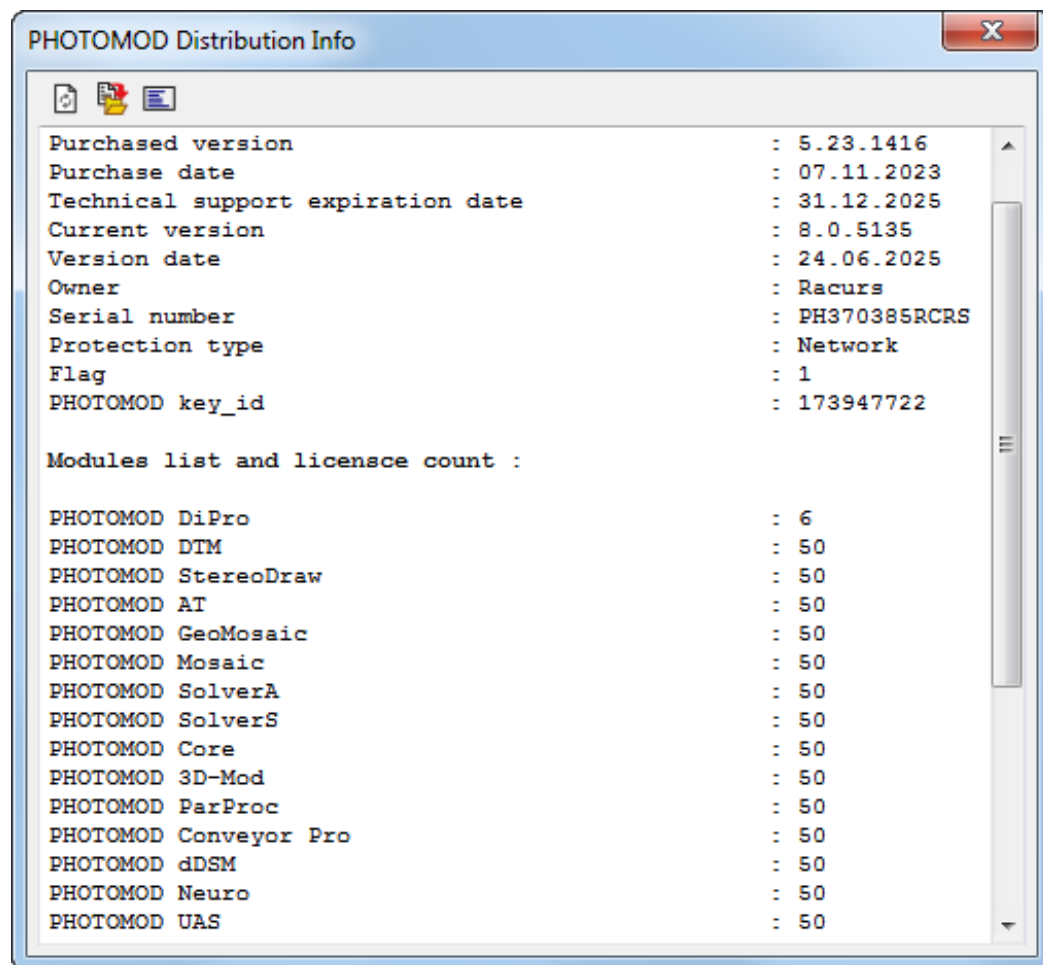 PHOTOMOD Distribution Info
Purchased version : 5.23.1416
Purchase date : 07.11.2023
Technical support expiration date : 31.12.2025
Current version : 8.0.5135
Version date : 24.06.2025
Owner : Racurs
Serial number : PH370385RCRS
Protection type : Network
Flag : 1
PHOTOMOD key_id : 173947722
Modules list and licensce count :
PHOTOMOD DiPro : 6
PHOTOMOD DTM : 50
PHOTOMOD StereoDraw : 50
PHOTOMOD AT : 50
PHOTOMOD GeoMosaic : 50
PHOTOMOD Mosaic : 50
PHOTOMOD SolverA : 50
PHOTOMOD SolverS : 50
PHOTOMOD Core : 50
PHOTOMOD 3D-Mod : 50
PHOTOMOD ParProc : 50
PHOTOMOD Conveyor Pro : 50
PHOTOMOD dDSM : 50
PHOTOMOD Neuro : 50
PHOTOMOD UAS : 50